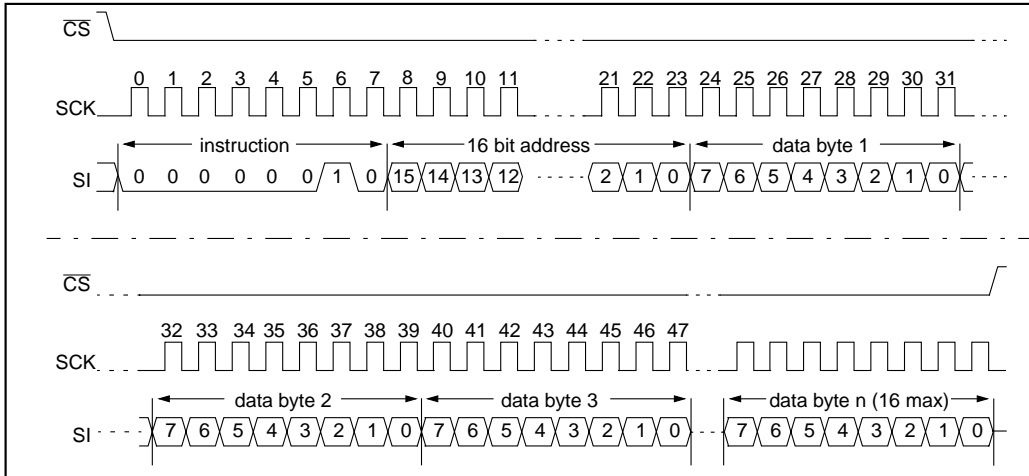 CS
0 1 2 3 4 5 6 7 8 9 10 11 21 22 23 24 25 26 27 28 29 30 31
SCK
instruction 16 bit address data byte 1
SI 0 0 0 0 0 0 1 0 15 14 13 12 2 1 0 7 6 5 4 3 2 1 0
CS
32 33 34 35 36 37 38 39 40 41 42 43 44 45 46 47
SCK
data byte 2 data byte 3 data byte n (16 max)
SI 7 6 5 4 3 2 1 0 7 6 5 4 3 2 1 0 7 6 5 4 3 2 1 0